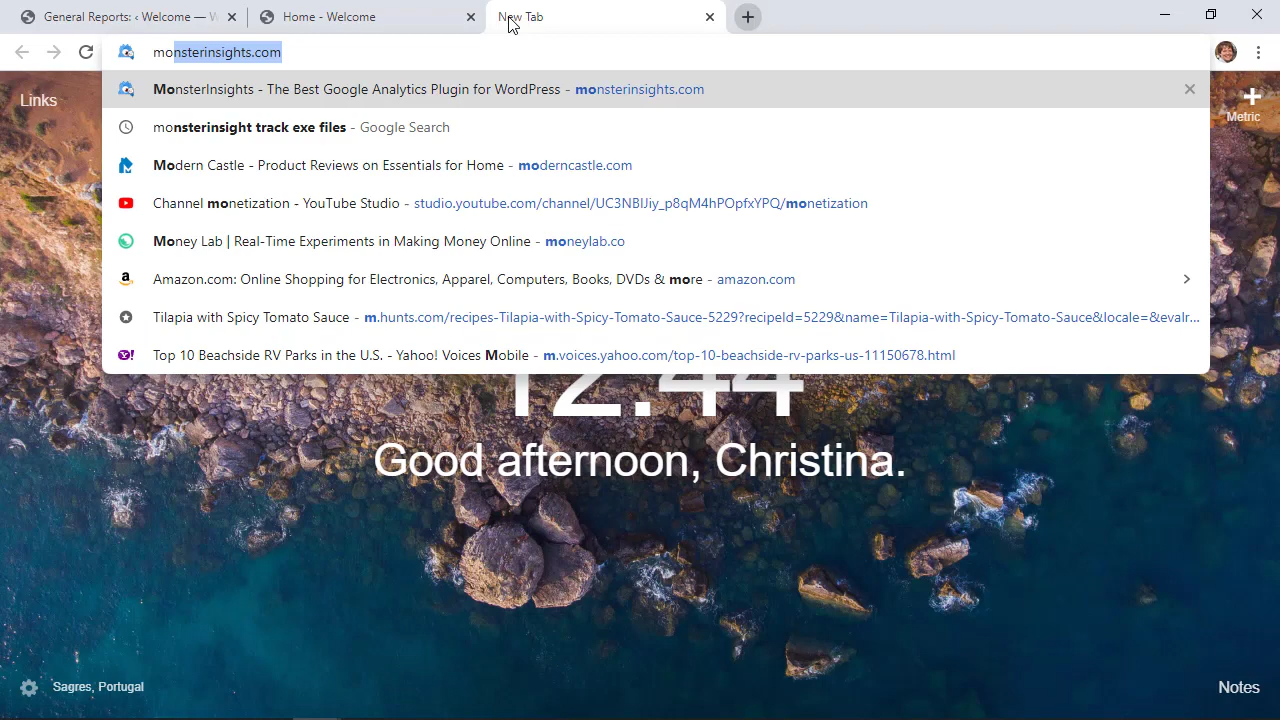 General Reports: ‹ Welcome — W
Home - Welcome
New Tab
monsterinsights.com
MonsterInsights - The Best Google Analytics Plugin for WordPress - monsterinsights.com
monsterinsight track exe files - Google Search
Modern Castle - Product Reviews on Essentials for Home - moderncastle.com
Channel monetization - YouTube Studio - studio.youtube.com/channel/UC3NBIJiy_p8qM4hPOpfxYPQ/monetization
Money Lab | Real-Time Experiments in Making Money Online - moneylab.co
Amazon.com: Online Shopping for Electronics, Apparel, Computers, Books, DVDs & more - amazon.com
Tilapia with Spicy Tomato Sauce - m.hunts.com/recipes-Tilapia-with-Spicy-Tomato-Sauce-5229?recipeId=5229&name=Tilapia-with-Spicy-Tomato-Sauce&locale=&evalr...
Top 10 Beachside RV Parks in the U.S. - Yahoo! Voices Mobile - m.voices.yahoo.com/top-10-beachside-rv-parks-us-11150678.html
Links
Metric
12:44
Good afternoon, Christina.
Sagres, Portugal
Notes